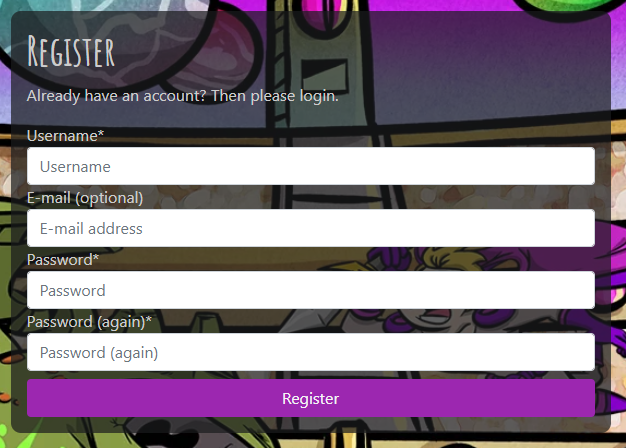 Register
Already have an account? Then please login.
Username*
Username
E-mail (optional)
E-mail address
Password*
Password
Password (again)*
Password (again)
Register